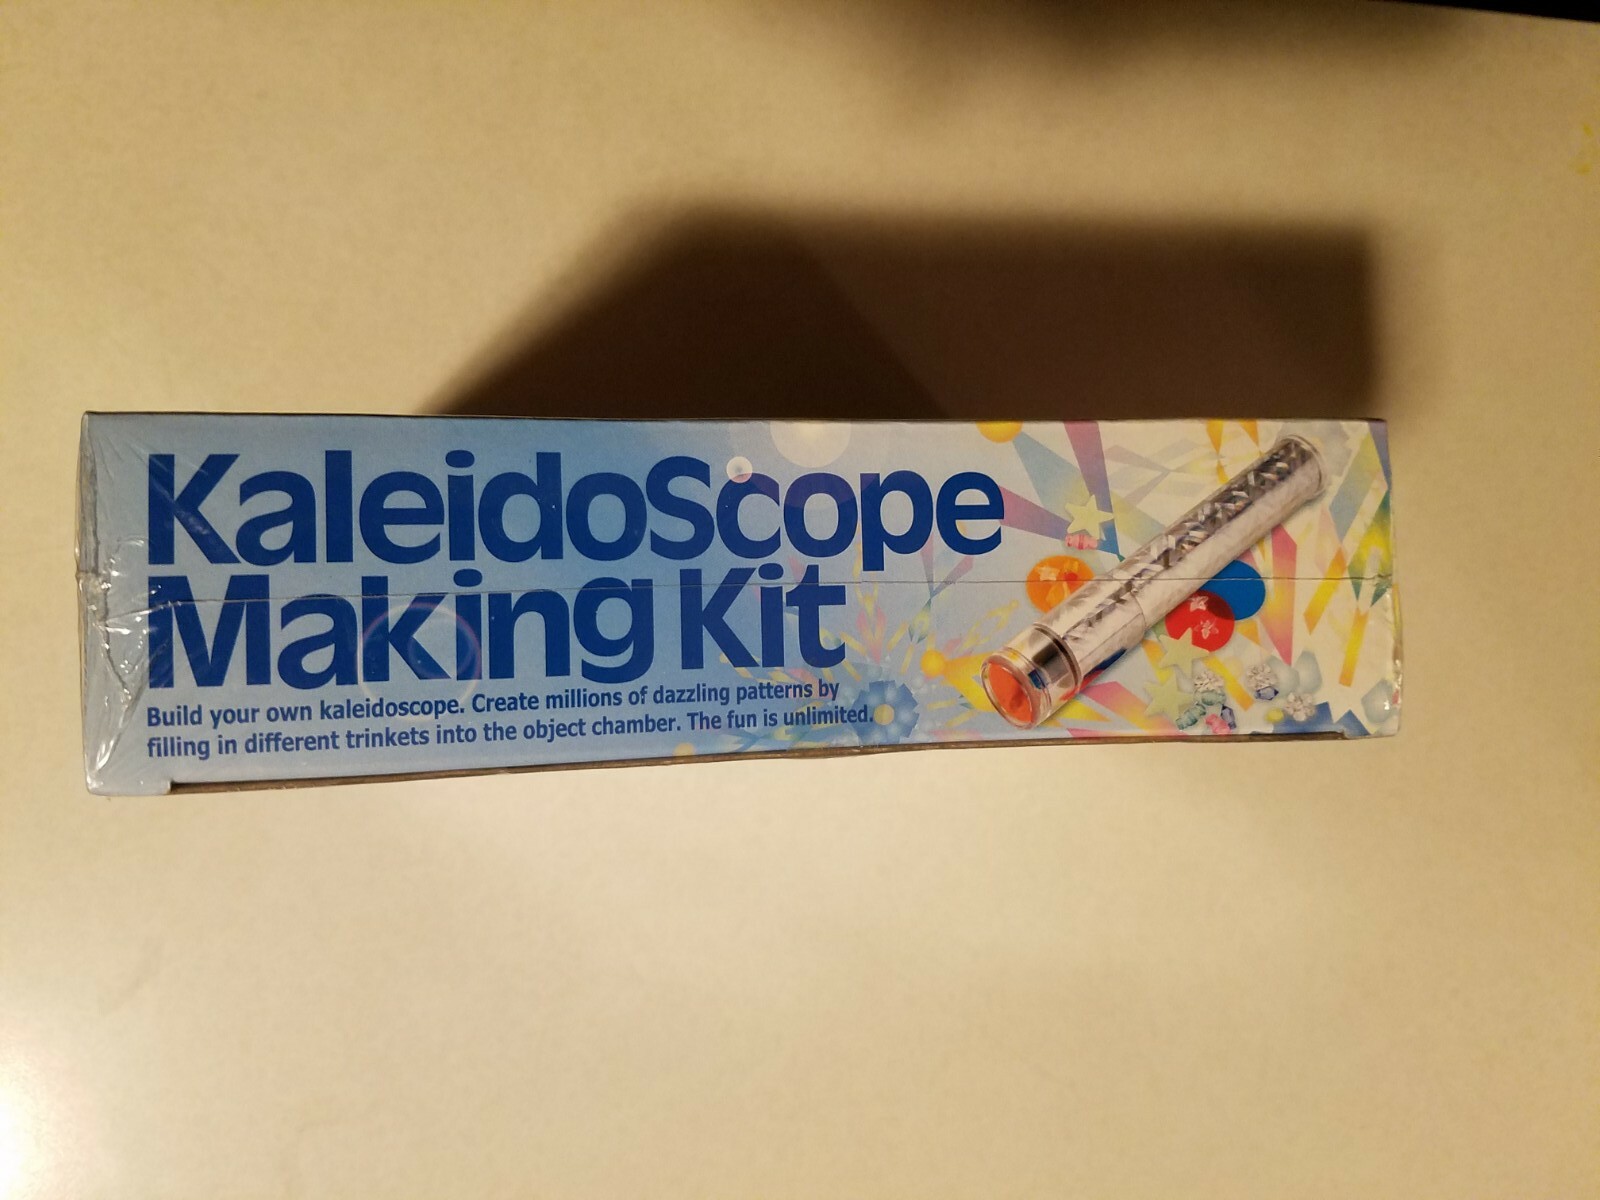 KaleidoScope
Making Kit
Build your own kaleidoscope. Create millions of dazzling patterns by
filling in different trinkets into the object chamber. The fun is unlimited.